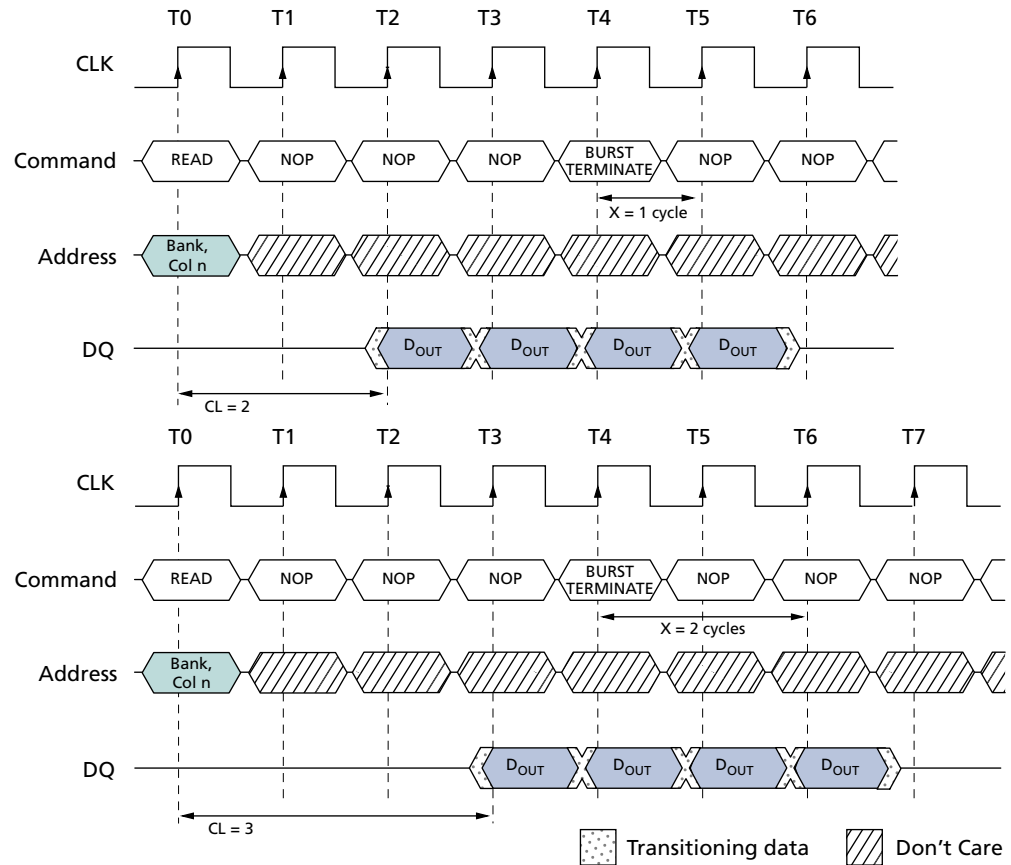 T0 T1 T2 T3 T4 T5 T6
CLK
Command READ NOP NOP NOP BURST TERMINATE NOP NOP
X = 1 cycle
Address Bank, Col n
DQ DOUT DOUT DOUT DOUT
CL = 2
T0 T1 T2 T3 T4 T5 T6 T7
CLK
Command READ NOP NOP NOP BURST TERMINATE NOP NOP NOP
X = 2 cycles
Address Bank, Col n
DQ DOUT DOUT DOUT DOUT
CL = 3
Transitioning data Don't Care